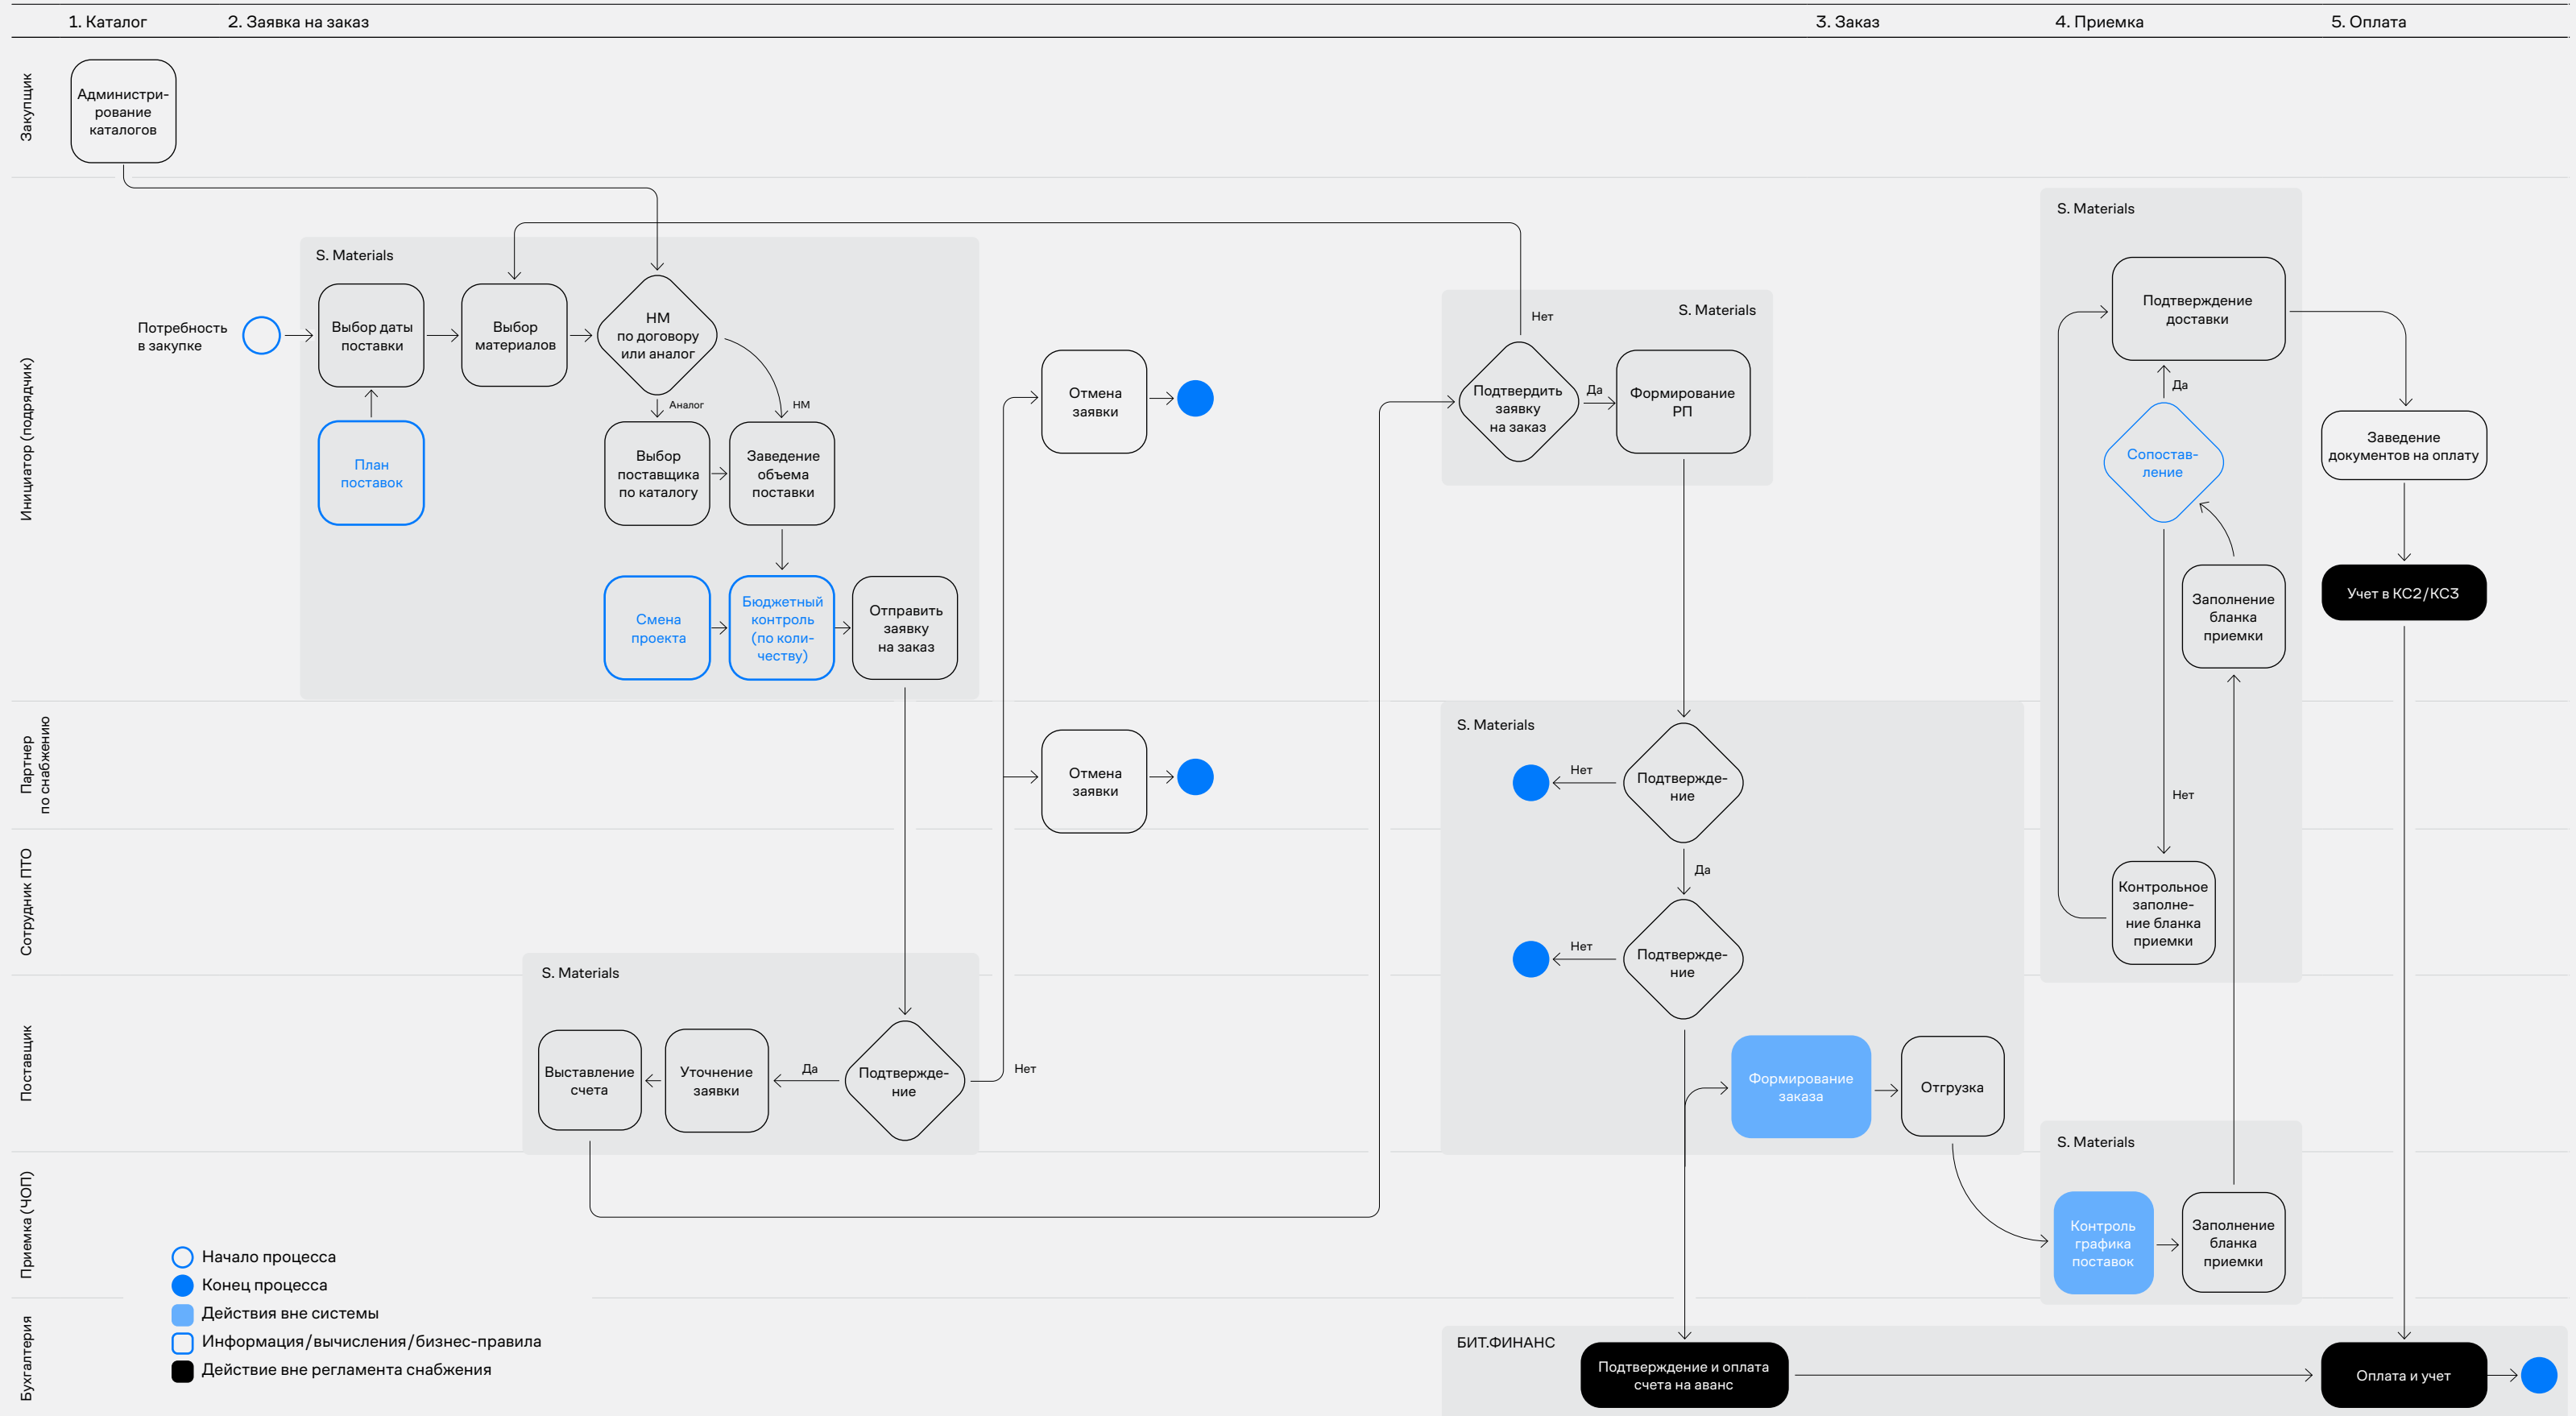 1. Каталог
2. Заявка на заказ
3. Заказ
4. Приемка
5. Оплата
Закупщик
Администри-
рование
каталогов
Инициатор (подрядчик)
Потребность
в закупке
S. Materials
Выбор даты
поставки
Выбор
материалов
НМ
по договору
или аналог
Аналог
НМ
План
поставок
Выбор
поставщика
по каталогу
Заведение
объема
поставки
Смена
проекта
Бюджетный
контроль
(по коли-
честву)
Отправить
заявку
на заказ
Отмена
заявки
S. Materials
Нет
Подтвердить
заявку
на заказ
Да
Формирование
РП
S. Materials
Подтверждение
доставки
Да
Сопостав-
ление
Заполнение
бланка
приемки
Нет
Заведение
документов на оплату
Учет в КС2/КС3
Партнер
по снабжению
Отмена
заявки
S. Materials
Нет
Подтвержде-
ние
Да
Сотрудник ПТО
Нет
Подтвержде-
ние
Контрольное
заполне-
ние бланка
приемки
Поставщик
S. Materials
Выставление
счета
Уточнение
заявки
Да
Подтвержде-
ние
Нет
Формирование
заказа
Отгрузка
Приемка (ЧОП)
S. Materials
Контроль
графика
поставок
Заполнение
бланка
приемки
Начало процесса
Конец процесса
Действия вне системы
Информация/вычисления/бизнес-правила
Действие вне регламента снабжения
Бухгалтерия
БИТ.ФИНАНС
Подтверждение и оплата
счета на аванс
Оплата и учет